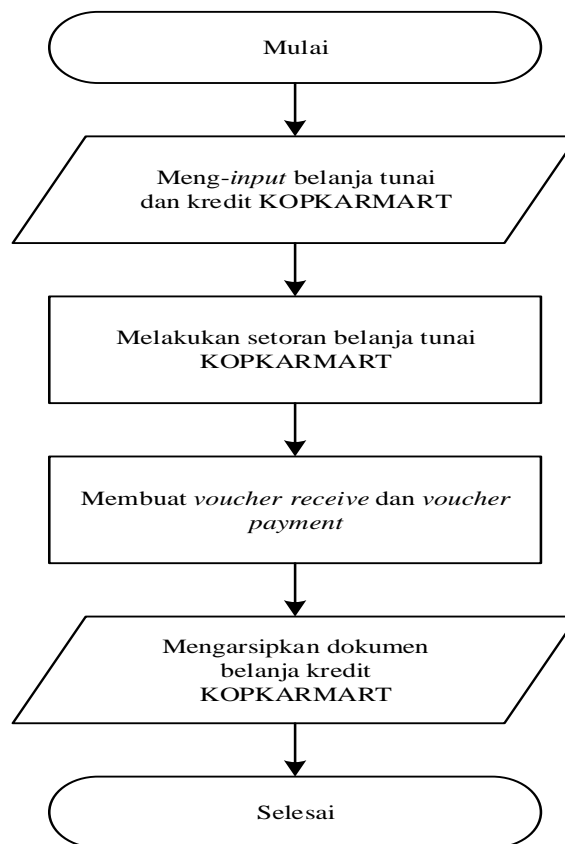 Mulai
Meng-input belanja tunai
dan kredit KOPKARMART
Melakukan setoran belanja tunai
KOPKARMART
Membuat voucher receive dan voucher
payment
Mengarsipkan dokumen
belanja kredit
KOPKARMART
Selesai